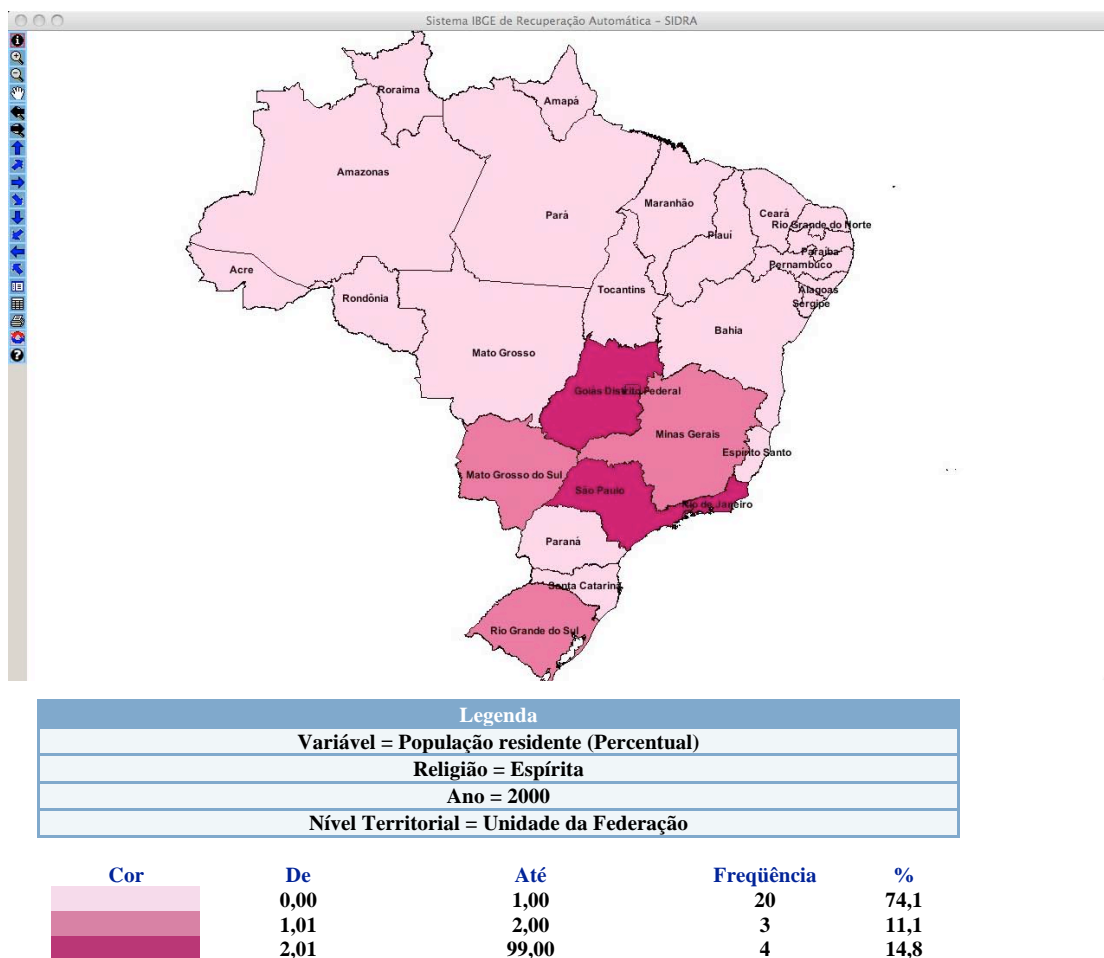 Sistema IBGE de Recuperação Automática – SIDRA
Roraima
Amapá
Amazonas
Pará
Maranhão
Ceará
Rio Grande do Norte
Piauí
Paraíba
Pernambuco
Acre
Rondônia
Tocantins
Alagoas
Sergipe
Bahia
Mato Grosso
Goiás Distrito Federal
Minas Gerais
Espírito Santo
Mato Grosso do Sul
São Paulo
Rio de Janeiro
Paraná
Santa Catarina
Rio Grande do Sul
Legenda
Variável = População residente (Percentual)
Religião = Espírita
Ano = 2000
Nível Territorial = Unidade da Federação
Cor De Até Freqüência %
0,00 1,00 20 74,1
1,01 2,00 3 11,1
2,01 99,00 4 14,8